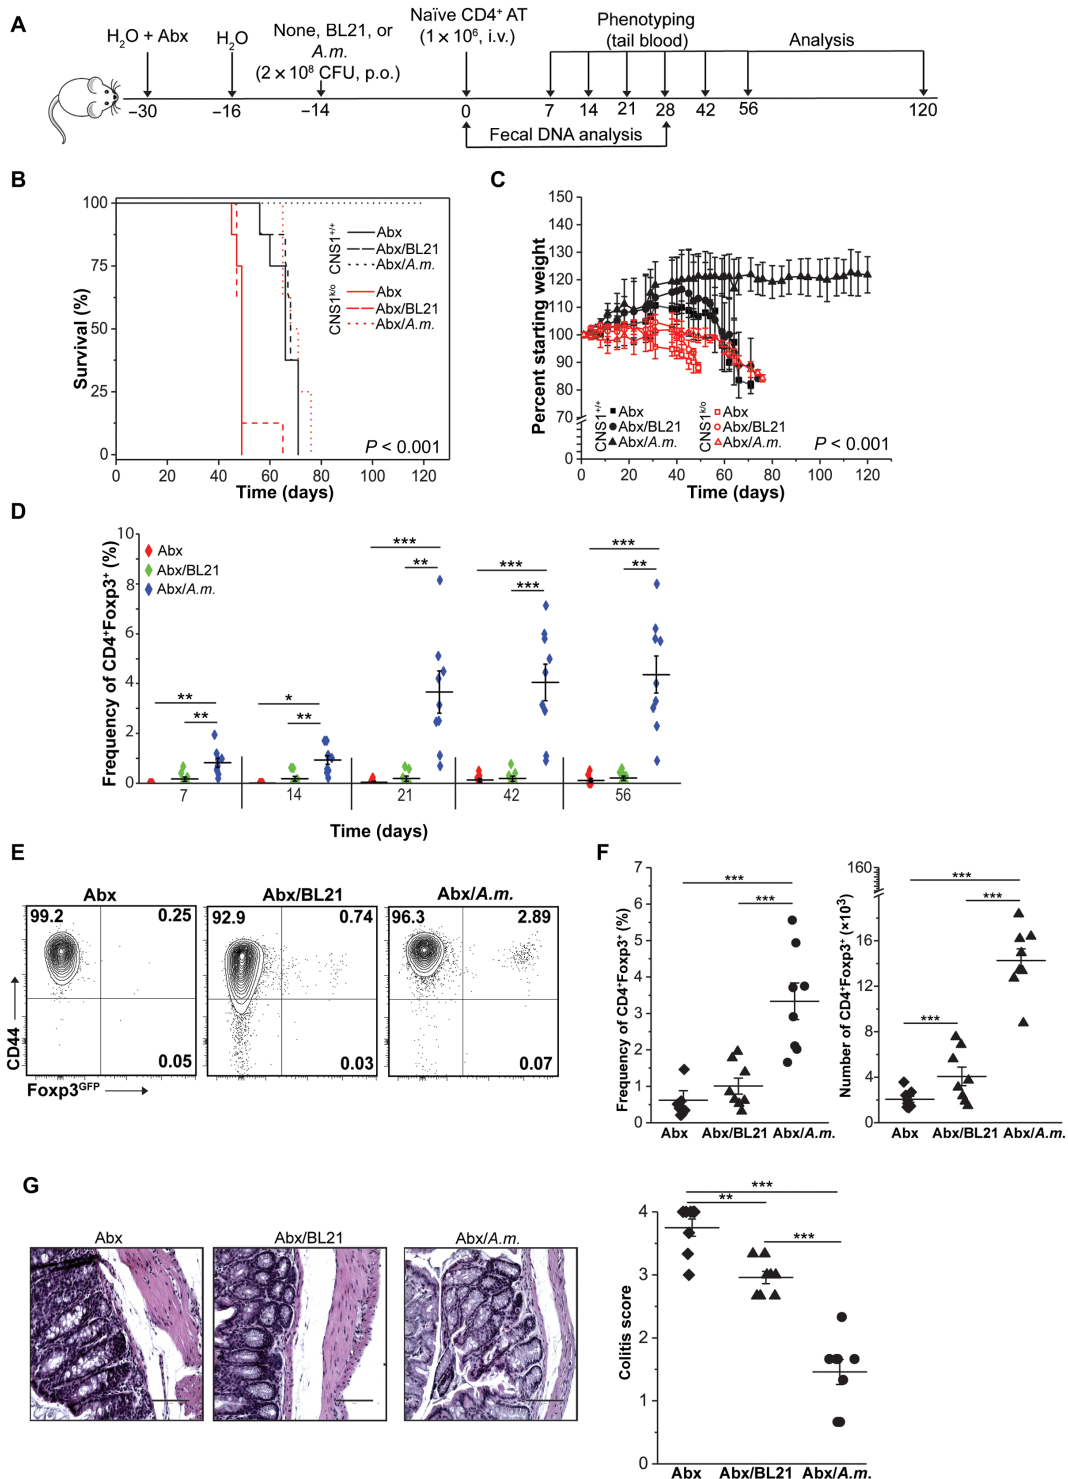 A
H2O + Abx
H2O
None, BL21, or
A.m.
(2 × 10⁸ CFU, p.o.)
Naïve CD4⁺ AT
(1 × 10⁶, i.v.)
Phenotyping
(tail blood)
Analysis
−30 −16 −14 0 7 14 21 28 42 56 120
Fecal DNA analysis
B
Survival (%)
100
75
50
25
0
CNS1+/+
Abx
Abx/BL21
Abx/A.m.
CNS1k/o
Abx
Abx/BL21
Abx/A.m.
P < 0.001
0 20 40 60 80 100 120
Time (days)
C
Percent starting weight
150
140
130
120
110
100
90
80
70
0
CNS1+/+
Abx
Abx/BL21
Abx/A.m.
CNS1k/o
Abx
Abx/BL21
Abx/A.m.
P < 0.001
0 20 40 60 80 100 120
Time (days)
D
Frequency of CD4⁺Foxp3⁺ (%)
10
8
6
4
2
0
Abx
Abx/BL21
Abx/A.m.
**
**
*
**
***
**
***
***
***
**
7 14 21 42 56
Time (days)
E
Abx
99.2 0.25
0.05
Abx/BL21
92.9 0.74
0.03
Abx/A.m.
96.3 2.89
0.07
CD44
Foxp3GFP
F
Frequency of CD4⁺Foxp3⁺ (%)
7
6
5
4
3
2
1
0
***
***
Abx Abx/BL21 Abx/A.m.
Number of CD4⁺Foxp3⁺ (×10³)
160
16
12
8
4
0
***
***
***
Abx Abx/BL21 Abx/A.m.
G
Abx
Abx/BL21
Abx/A.m.
Colitis score
4
3
2
1
0
***
**
***
Abx Abx/BL21 Abx/A.m.